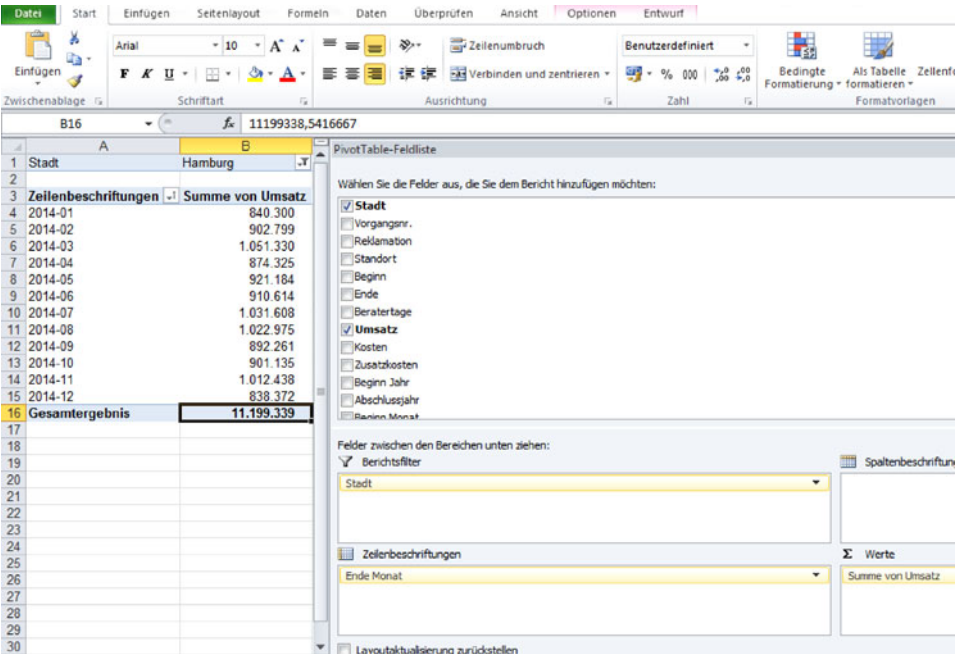 Datei Start Einfügen Seitenlayout Formeln Daten Überprüfen Ansicht Optionen Entwurf
Arial 10 A A Zeilenumbruch Benutzerdefiniert
Einfügen F K U A Verbinden und zentrieren % 000 Bedingte Formatierung Als Tabelle formatieren
Zwischenablage Schriftart Ausrichtung Zahl Formatvorlagen
B16 fx 11199338,5416667
A B
1 Stadt Hamburg
2
3 Zeilenbeschriftungen Summe von Umsatz
4 2014-01 840.300
5 2014-02 902.799
6 2014-03 1.051.330
7 2014-04 874.325
8 2014-05 921.184
9 2014-06 910.614
10 2014-07 1.031.608
11 2014-08 1.022.975
12 2014-09 892.261
13 2014-10 901.135
14 2014-11 1.012.438
15 2014-12 838.372
16 Gesamtergebnis 11.199.339
17
18
19
20
21
22
23
24
25
26
27
28
29
30
PivotTable-Feldliste
Wählen Sie die Felder aus, die Sie dem Bericht hinzufügen möchten:
Stadt
Vorgangsnr.
Reklamation
Standort
Beginn
Ende
Beratertage
Umsatz
Kosten
Zusatzkosten
Beginn Jahr
Abschlussjahr
Beginn Monat
Felder zwischen den Bereichen unten ziehen:
Berichtsfilter
Stadt
Spaltenbeschriftun
Zeilenbeschriftungen
Ende Monat
Σ Werte
Summe von Umsatz
Layoutaktualisierung zurückstellen